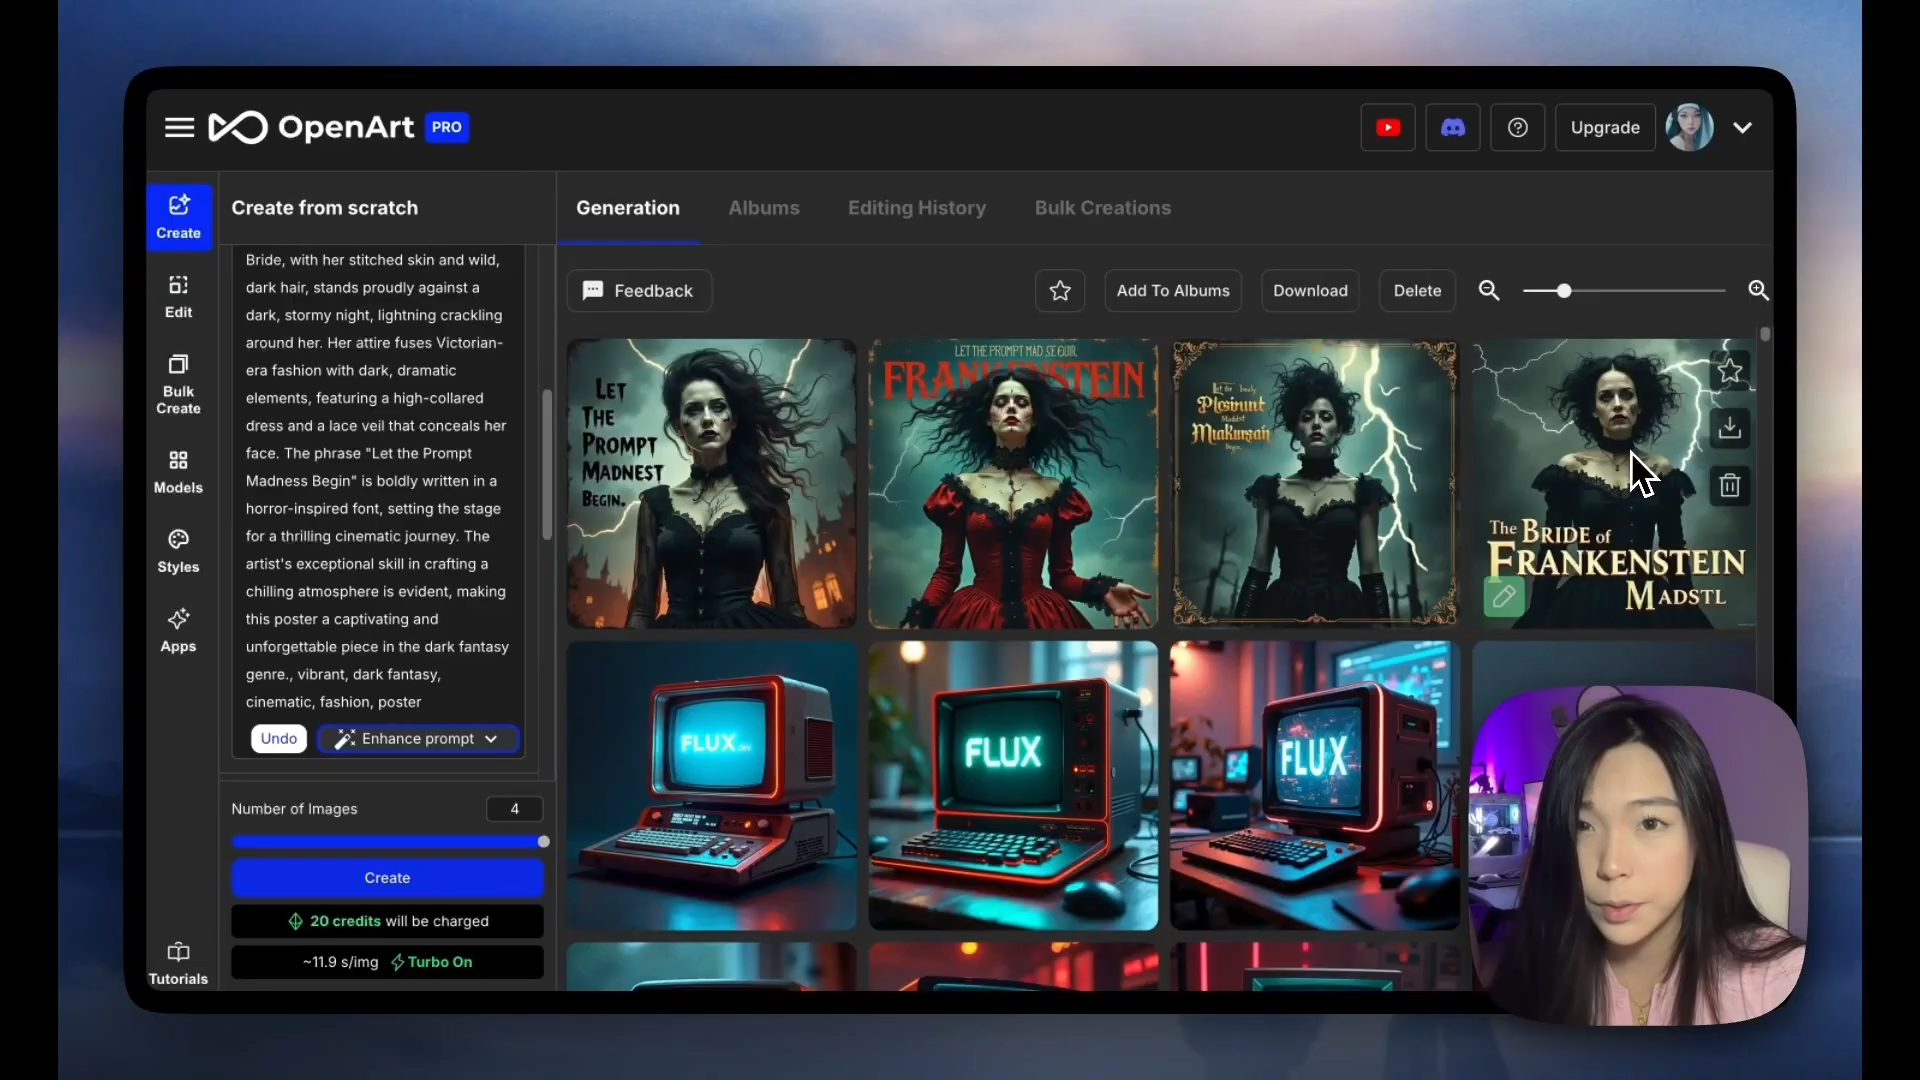 OpenArt PRO
Upgrade
Create
Edit
Bulk
Create
Models
Styles
Apps
Tutorials
Create from scratch
Bride, with her stitched skin and wild,
dark hair, stands proudly against a
dark, stormy night, lightning crackling
around her. Her attire fuses Victorian-
era fashion with dark, dramatic
elements, featuring a high-collared
dress and a lace veil that conceals her
face. The phrase "Let the Prompt
Madness Begin" is boldly written in a
horror-inspired font, setting the stage
for a thrilling cinematic journey. The
artist's exceptional skill in crafting a
chilling atmosphere is evident, making
this poster a captivating and
unforgettable piece in the dark fantasy
genre., vibrant, dark fantasy,
cinematic, fashion, poster
Undo
Enhance prompt
Number of Images
4
Create
20 credits will be charged
~11.9 s/img Turbo On
Generation
Albums
Editing History
Bulk Creations
Feedback
Add To Albums
Download
Delete
LET
THE
PROMPT
MADNEST
BEGIN.
LET THE PROMPT MAD
FRANKENSTEIN
The BRIDE of
FRANKENSTEIN
MADSTL
FLUX.dev
FLUX
FLUX